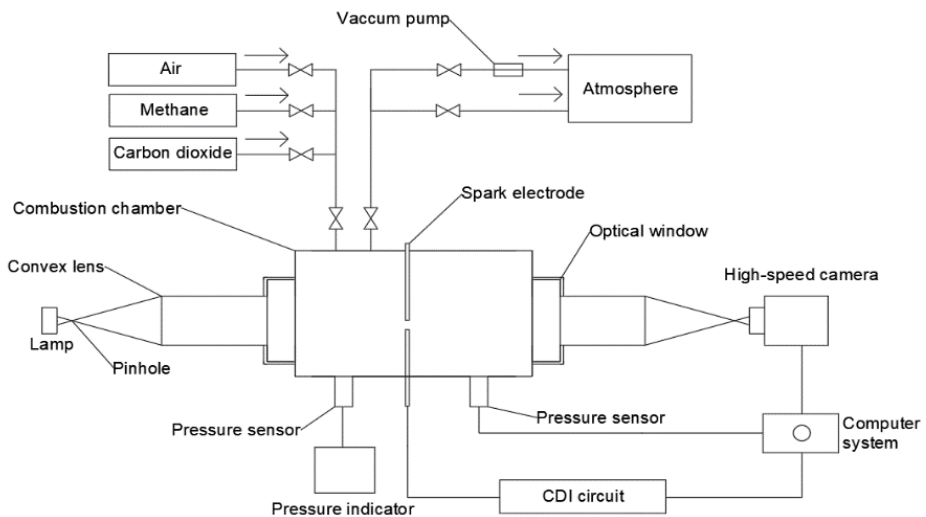 Vaccum pump
Air
Methane
Carbon dioxide
Atmosphere
Spark electrode
Combustion chamber
Optical window
Convex lens
High-speed camera
Lamp
Pinhole
Pressure sensor
Pressure sensor
Computer
system
CDI circuit
Pressure indicator